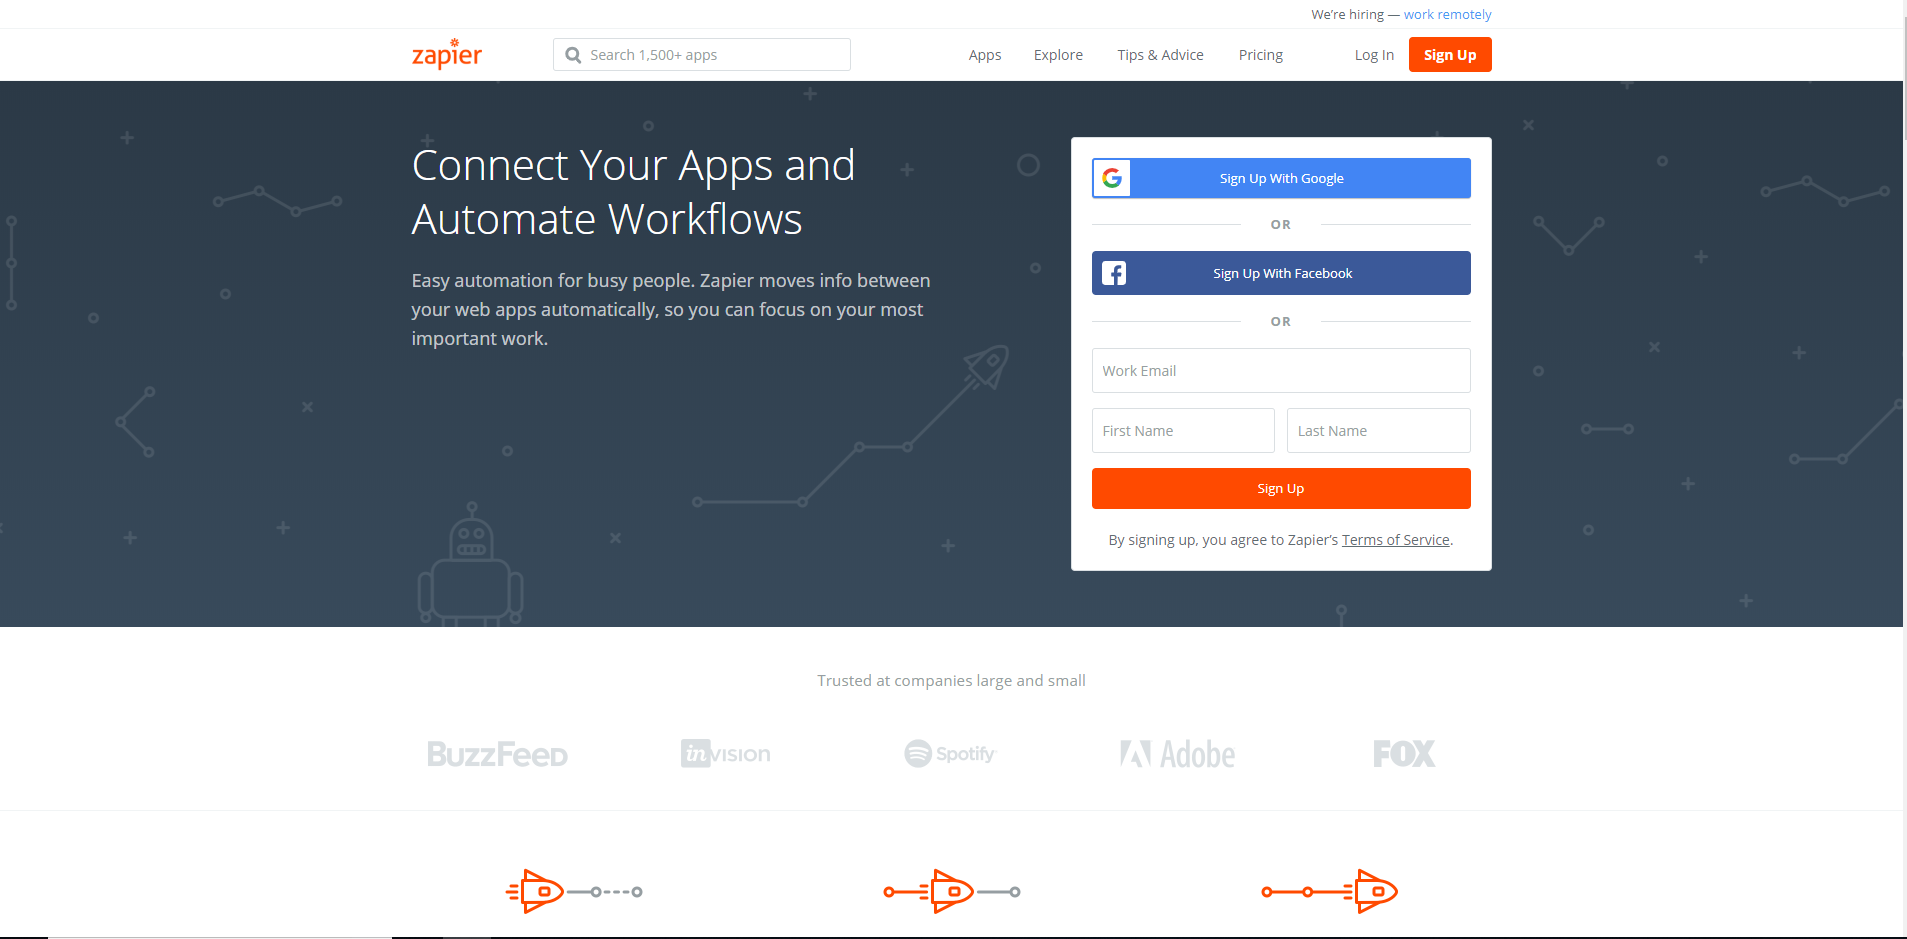 We're hiring — work remotely
zapier
Search 1,500+ apps
Apps Explore Tips & Advice Pricing Log In Sign Up
Connect Your Apps and
Automate Workflows
Easy automation for busy people. Zapier moves info between
your web apps automatically, so you can focus on your most
important work.
G Sign Up With Google
OR
f Sign Up With Facebook
OR
Work Email
First Name Last Name
Sign Up
By signing up, you agree to Zapier's Terms of Service.
Trusted at companies large and small
BuzzFeed inVISION Spotify Adobe FOX